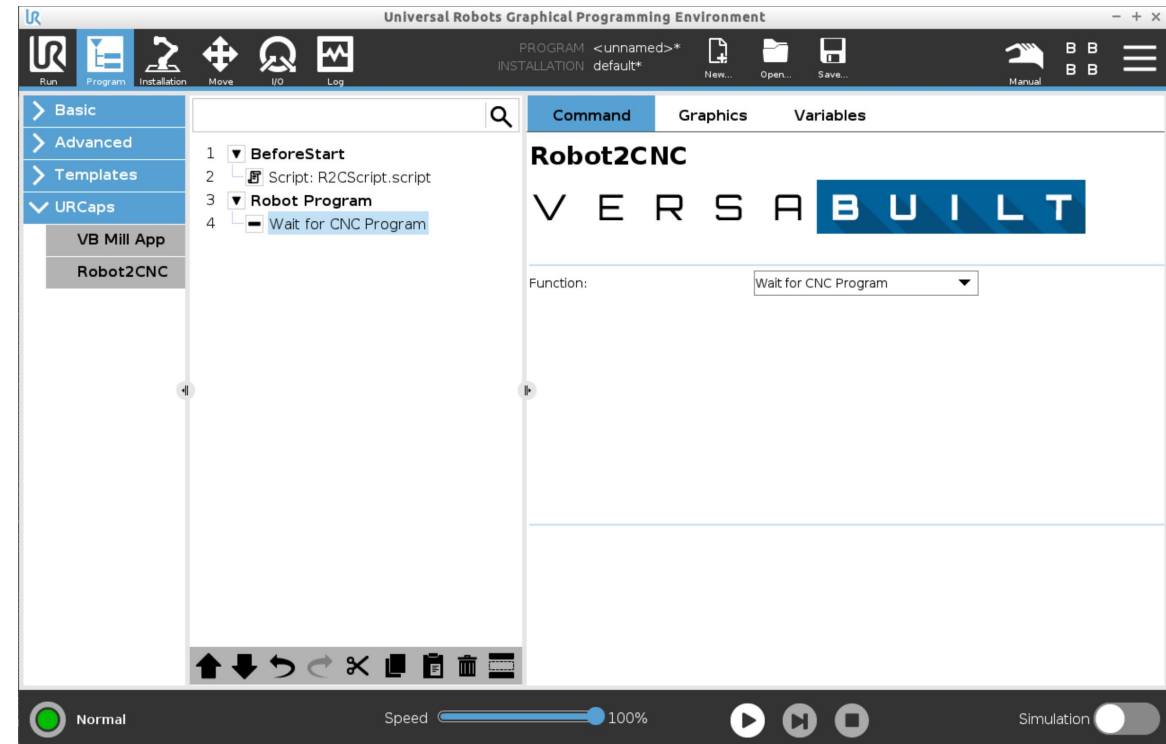 Universal Robots Graphical Programming Environment
UR
Run Program Installation Move I/O Log
PROGRAM <unnamed>*
INSTALLATION default*
New... Open... Save...
Manual
B B
B B
Basic
Advanced
Templates
URCaps
VB Mill App
Robot2CNC
1 BeforeStart
2 Script: R2CScript.script
3 Robot Program
4 Wait for CNC Program
Command Graphics Variables
Robot2CNC
VERSABUILT
Function: Wait for CNC Program
Normal
Speed 100%
Simulation